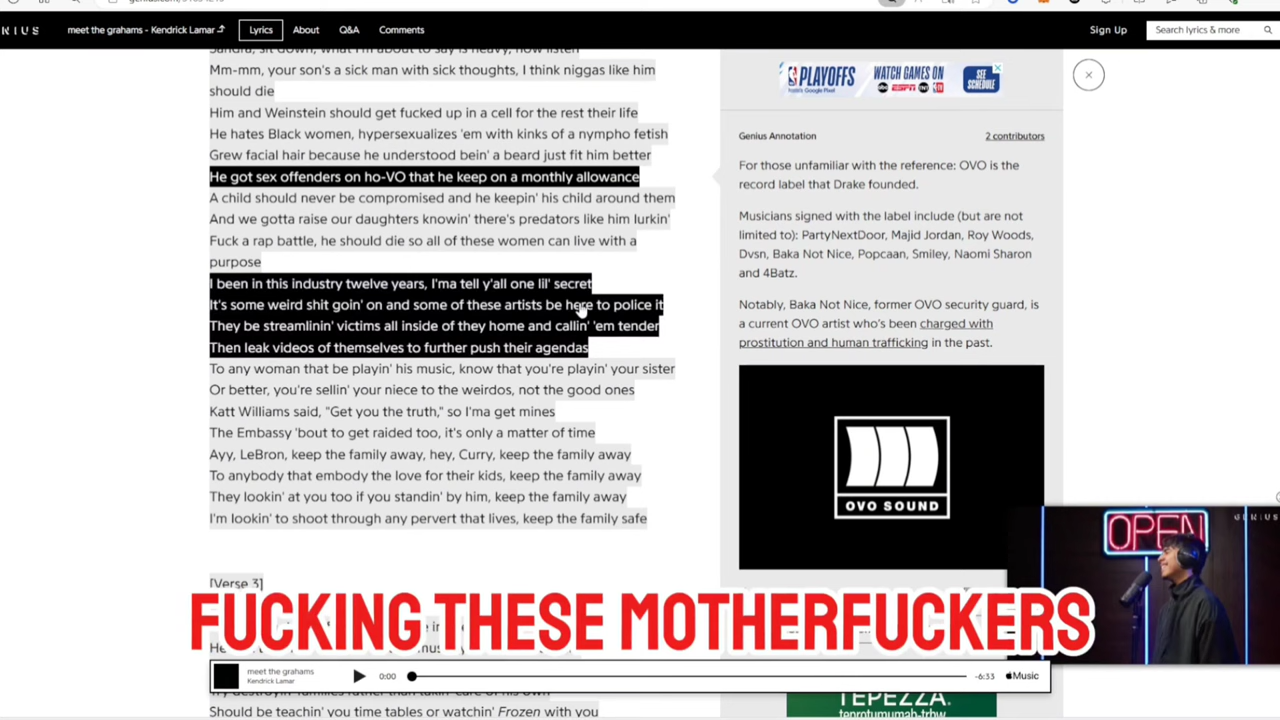 NIUS
meet the grahams - Kendrick Lamar
Lyrics
About
Q&A
Comments
Sign Up
Search lyrics & more
Sandra, sit down, what I'm about to say is heavy, now listen
Mm-mm, your son's a sick man with sick thoughts, I think niggas like him
should die
Him and Weinstein should get fucked up in a cell for the rest their life
He hates Black women, hypersexualizes 'em with kinks of a nympho fetish
Grew facial hair because he understood bein' a beard just fit him better
He got sex offenders on ho-VO that he keep on a monthly allowance
A child should never be compromised and he keepin' his child around them
And we gotta raise our daughters knowin' there's predators like him lurkin'
Fuck a rap battle, he should die so all of these women can live with a
purpose
I been in this industry twelve years, I'ma tell y'all one lil' secret
It's some weird shit goin' on and some of these artists be here to police it
They be streamlinin' victims all inside of they home and callin' 'em tender
Then leak videos of themselves to further push their agendas
To any woman that be playin' his music, know that you're playin' your sister
Or better, you're sellin' your niece to the weirdos, not the good ones
Katt Williams said, "Get you the truth," so I'ma get mines
The Embassy 'bout to get raided too, it's only a matter of time
Ayy, LeBron, keep the family away, hey, Curry, keep the family away
To anybody that embody the love for their kids, keep the family away
They lookin' at you too if you standin' by him, keep the family away
I'm lookin' to shoot through any pervert that lives, keep the family safe
[Verse 3]
PLAYOFFS
WATCH GAMES ON
abc ESPN
SEE
SCHEDULE
Genius Annotation
2 contributors
For those unfamiliar with the reference: OVO is the
record label that Drake founded.
Musicians signed with the label include (but are not
limited to): PartyNextDoor, Majid Jordan, Roy Woods,
Dvsn, Baka Not Nice, Popcaan, Smiley, Naomi Sharon
and 4Batz.
Notably, Baka Not Nice, former OVO security guard, is
a current OVO artist who's been charged with
prostitution and human trafficking in the past.
OVO SOUND
OPEN
GENIUS
FUCKING THESE MOTHERFUCKERS
meet the grahams
Kendrick Lamar
0:00
-6:33
Music
Should be teachin' you time tables or watchin' Frozen with you
TEPEZZA
teprotumumab-trbw